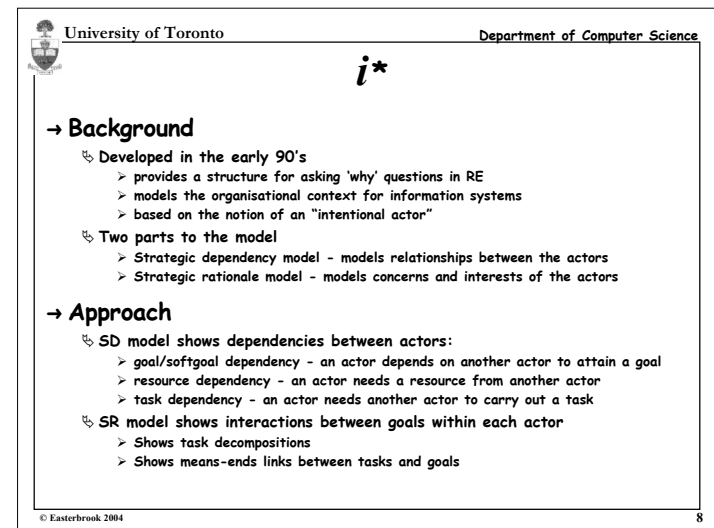 University of Toronto
Department of Computer Science
i*
→ Background
Developed in the early 90's
➢ provides a structure for asking 'why' questions in RE
➢ models the organisational context for information systems
➢ based on the notion of an "intentional actor"
Two parts to the model
➢ Strategic dependency model - models relationships between the actors
➢ Strategic rationale model - models concerns and interests of the actors
→ Approach
SD model shows dependencies between actors:
➢ goal/softgoal dependency - an actor depends on another actor to attain a goal
➢ resource dependency - an actor needs a resource from another actor
➢ task dependency - an actor needs another actor to carry out a task
SR model shows interactions between goals within each actor
➢ Shows task decompositions
➢ Shows means-ends links between tasks and goals
© Easterbrook 2004
8